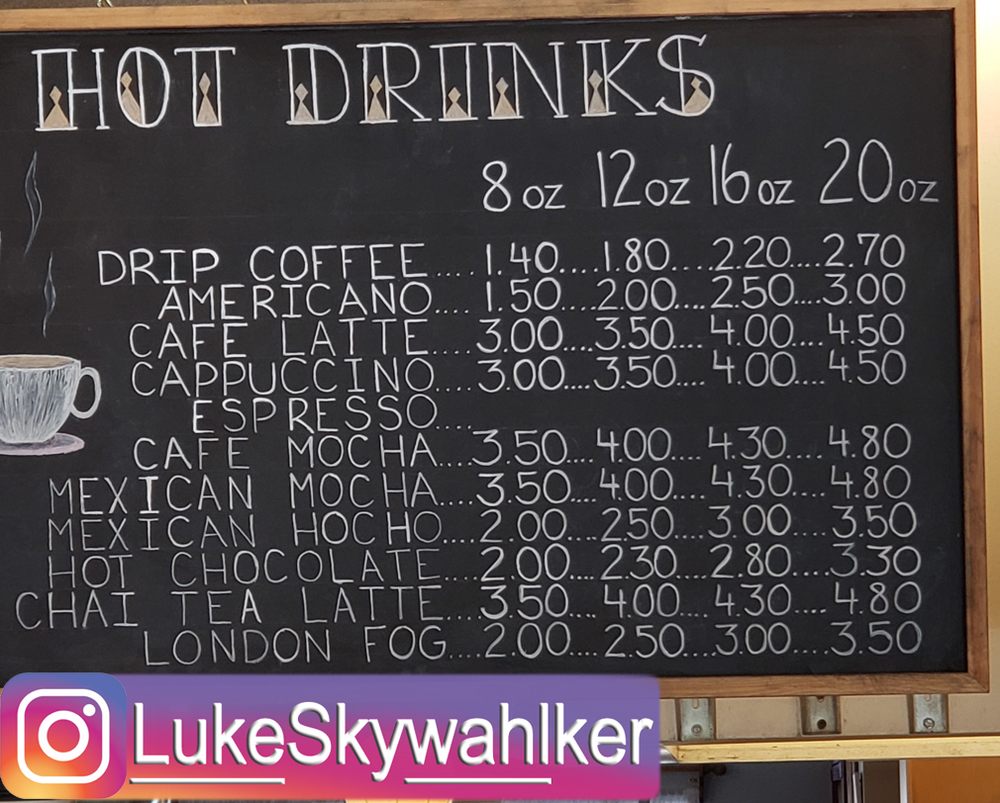 HOT DRINKS
8 oz 12 oz 16 oz 20 oz
DRIP COFFEE.... 1.40....1.80....2.20....2.70
AMERICANO.... 1.50....2.00....2.50....3.00
CAFE LATTE....3.00....3.50....4.00....4.50
CAPPUCCINO....3.00....3.50....4.00....4.50
ESPRESSO....
CAFE MOCHA....3.50....4.00....4.30....4.80
MEXICAN MOCHA....3.50....4.00....4.30....4.80
MEXICAN HOCHO....2.00....2.50....3.00....3.50
HOT CHOCOLATE....2.00....2.30....2.80....3.30
CHAI TEA LATTE....3.50....4.00....4.30....4.80
LONDON FOG....2.00....2.50....3.00....3.50
LukeSkywahlker